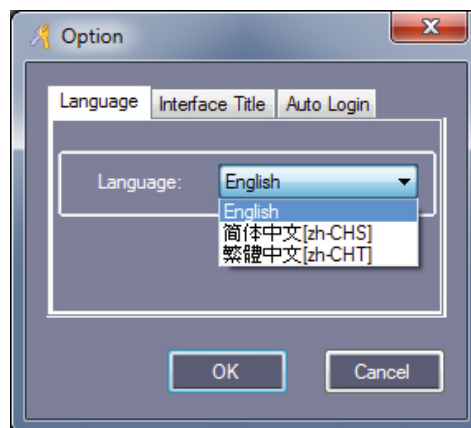 Option
Language Interface Title Auto Login
Language: English
English
简体中文[zh-CHS]
繁體中文[zh-CHT]
OK Cancel